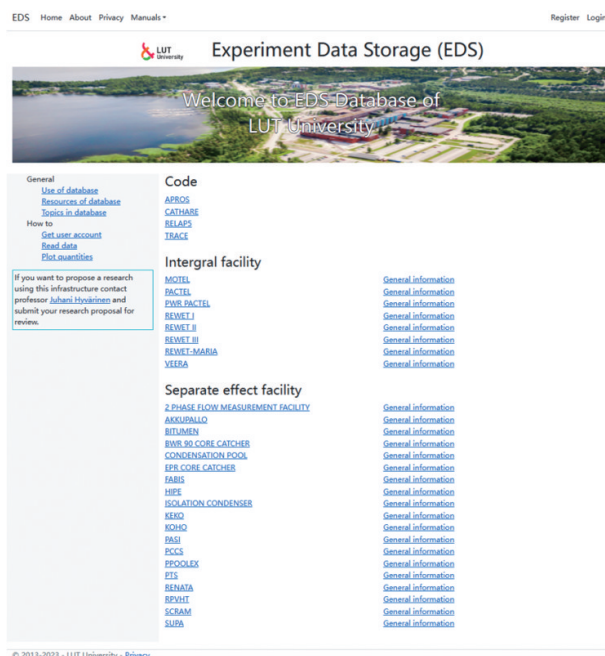 EDS Home About Privacy Manuals
Register Login
LUT
University
Experiment Data Storage (EDS)
Welcome to EDS Database of
LUT University
General
Use of database
Resources of database
Topics in database
How to
Get user account
Read data
Plot quantities
If you want to propose a research
using this infrastructure contact
professor Juhani Hyvärinen and
submit your research proposal for
review.
Code
APROS
CATHARE
RELAP5
TRACE
Intergral facility
MOTEL General information
PACTEL General information
PWR PACTEL General information
REWET I General information
REWET II General information
REWET III General information
REWET-MARIA General information
VEERA General information
Separate effect facility
2 PHASE FLOW MEASUREMENT FACILITY General information
AKKUPALLO General information
BITUMEN General information
BWR 90 CORE CATCHER General information
CONDENSATION POOL General information
EPR CORE CATCHER General information
FABIS General information
HIPE General information
ISOLATION CONDENSER General information
KEKO General information
KOHO General information
PASI General information
PCCS General information
PPOOLEX General information
PTS General information
RENATA General information
RPVHT General information
SCRAM General information
SUPA General information
© 2013-2023 - LUT University - Privacy